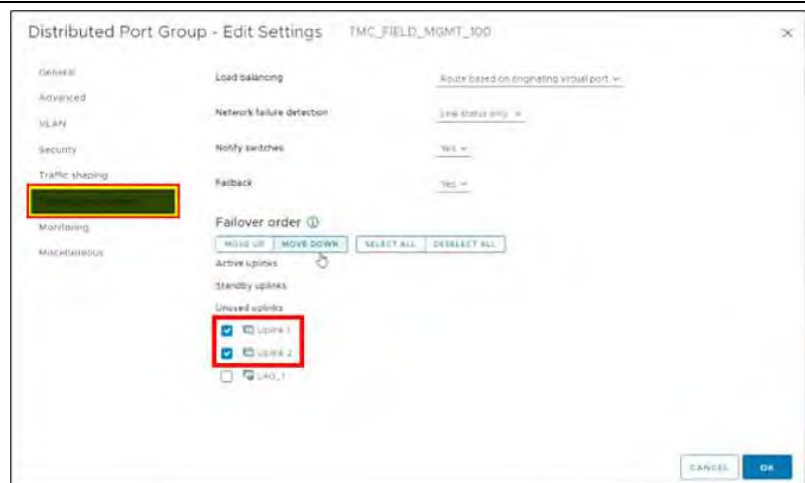 Distributed Port Group - Edit Settings TMC_FIELD_MGMT_100
General
Advanced
VLAN
Security
Traffic shaping
Monitoring
Miscellaneous
Load balancing Route based on originating virtual port
Network failure detection Link status only
Notify switches Yes
Failback Yes
Failover order
MOVE UP MOVE DOWN SELECT ALL DESELECT ALL
Active uplinks
Standby uplinks
Unused uplinks
Uplink 1
Uplink 2
LAG_1
CANCEL OK